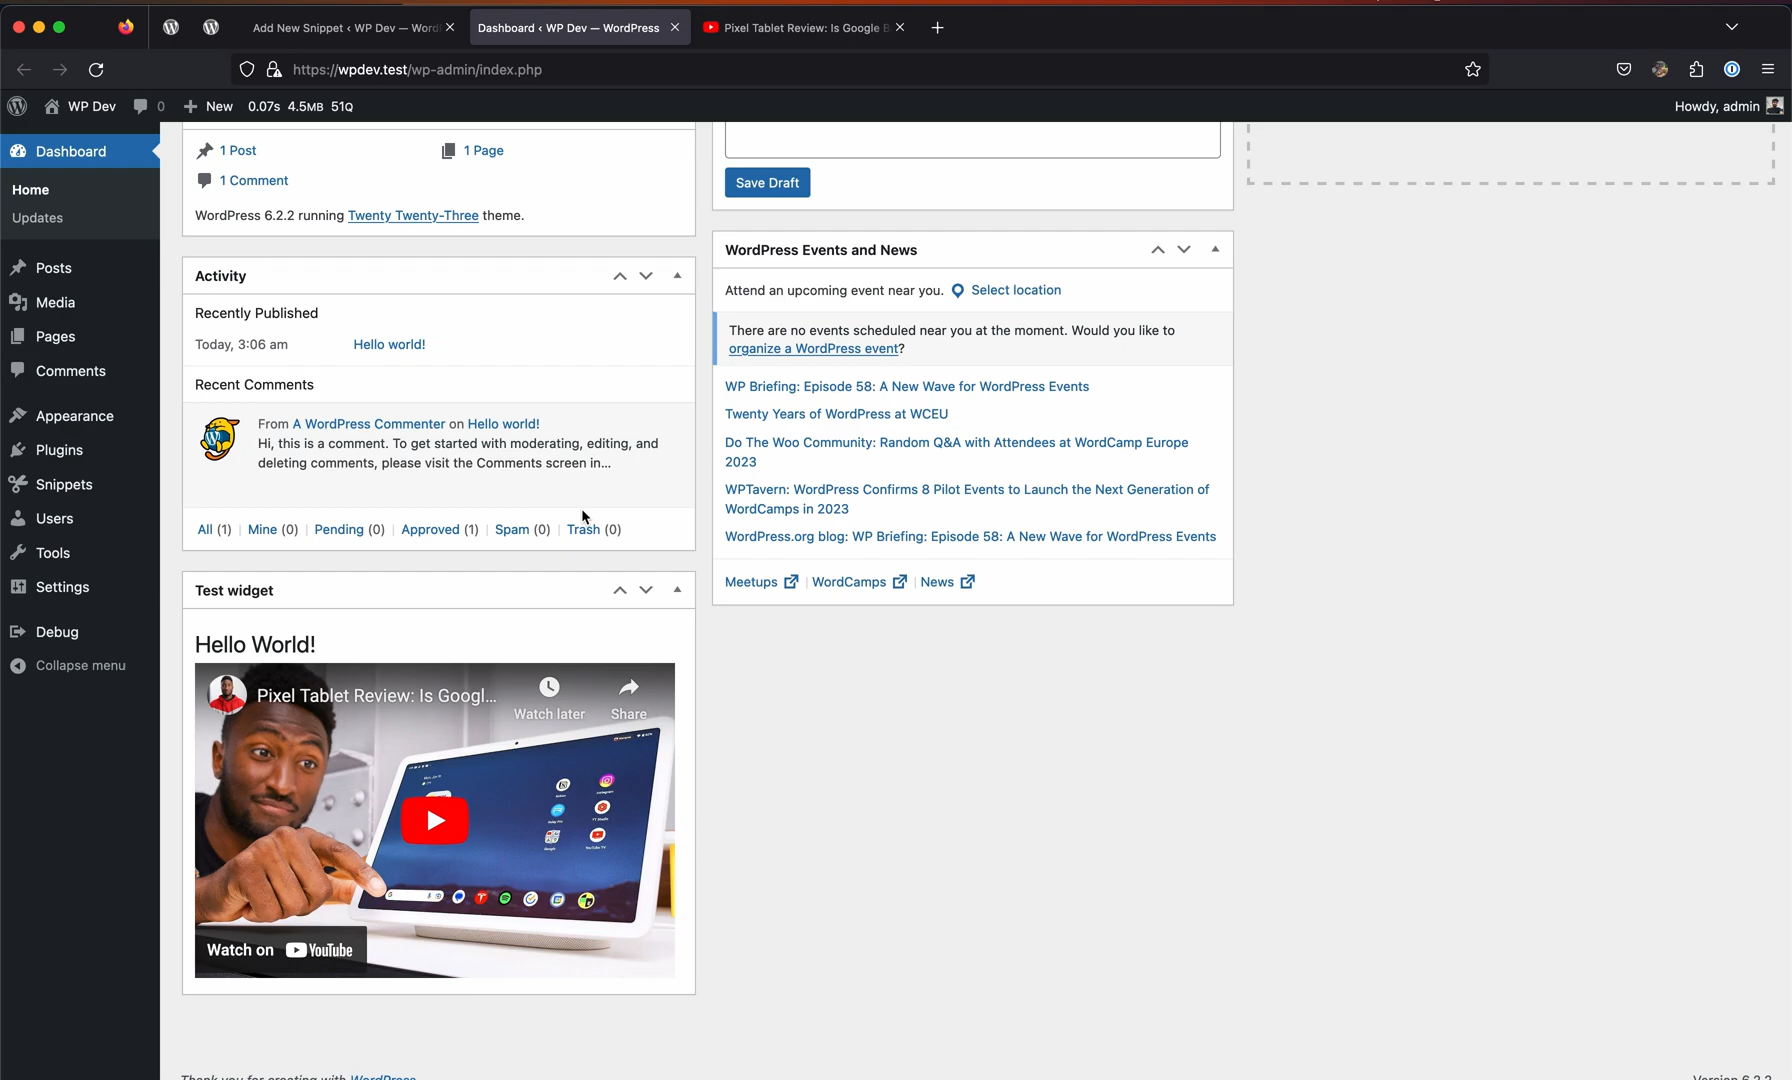 Add New Snippet ‹ WP Dev — Word
Dashboard ‹ WP Dev — WordPress
Pixel Tablet Review: Is Google B
https://wpdev.test/wp-admin/index.php
WP Dev
0
New
0.07s 4.5MB 51Q
Howdy, admin
Dashboard
Home
Updates
Posts
Media
Pages
Comments
Appearance
Plugins
Snippets
Users
Tools
Settings
Debug
Collapse menu
1 Post
1 Page
1 Comment
WordPress 6.2.2 running Twenty Twenty-Three theme.
Activity
Recently Published
Today, 3:06 am
Hello world!
Recent Comments
From A WordPress Commenter on Hello world!
Hi, this is a comment. To get started with moderating, editing, and
deleting comments, please visit the Comments screen in...
All (1) | Mine (0) | Pending (0) | Approved (1) | Spam (0) | Trash (0)
Test widget
Hello World!
Pixel Tablet Review: Is Googl...
Watch later
Share
Watch on YouTube
Save Draft
WordPress Events and News
Attend an upcoming event near you. Select location
There are no events scheduled near you at the moment. Would you like to
organize a WordPress event?
WP Briefing: Episode 58: A New Wave for WordPress Events
Twenty Years of WordPress at WCEU
Do The Woo Community: Random Q&A with Attendees at WordCamp Europe
2023
WPTavern: WordPress Confirms 8 Pilot Events to Launch the Next Generation of
WordCamps in 2023
WordPress.org blog: WP Briefing: Episode 58: A New Wave for WordPress Events
Meetups | WordCamps | News
Thank you for creating with WordPress.
Version 6.2.2